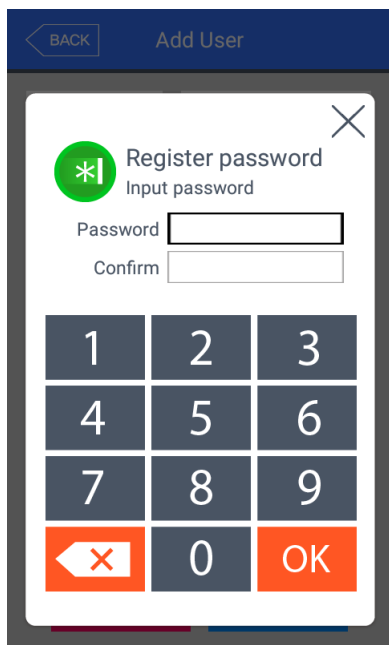 BACK Add User
Register password
Input password
Password
Confirm
1 2 3
4 5 6
7 8 9
0 OK